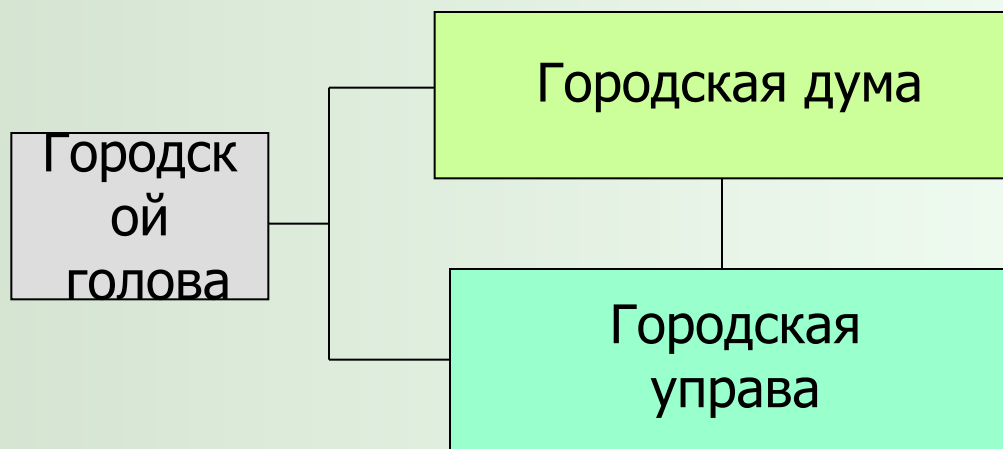 Городская дума
Городск
ой
голова
Городская
управа